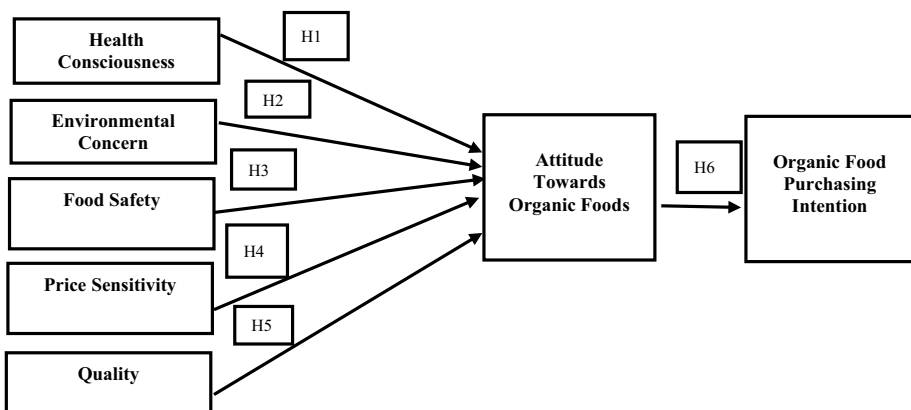 Health
Consciousness
H1
H2
Environmental
Concern
H3
Food Safety
H4
Price Sensitivity
H5
Quality
Attitude
Towards
Organic Foods
H6
Organic Food
Purchasing
Intention